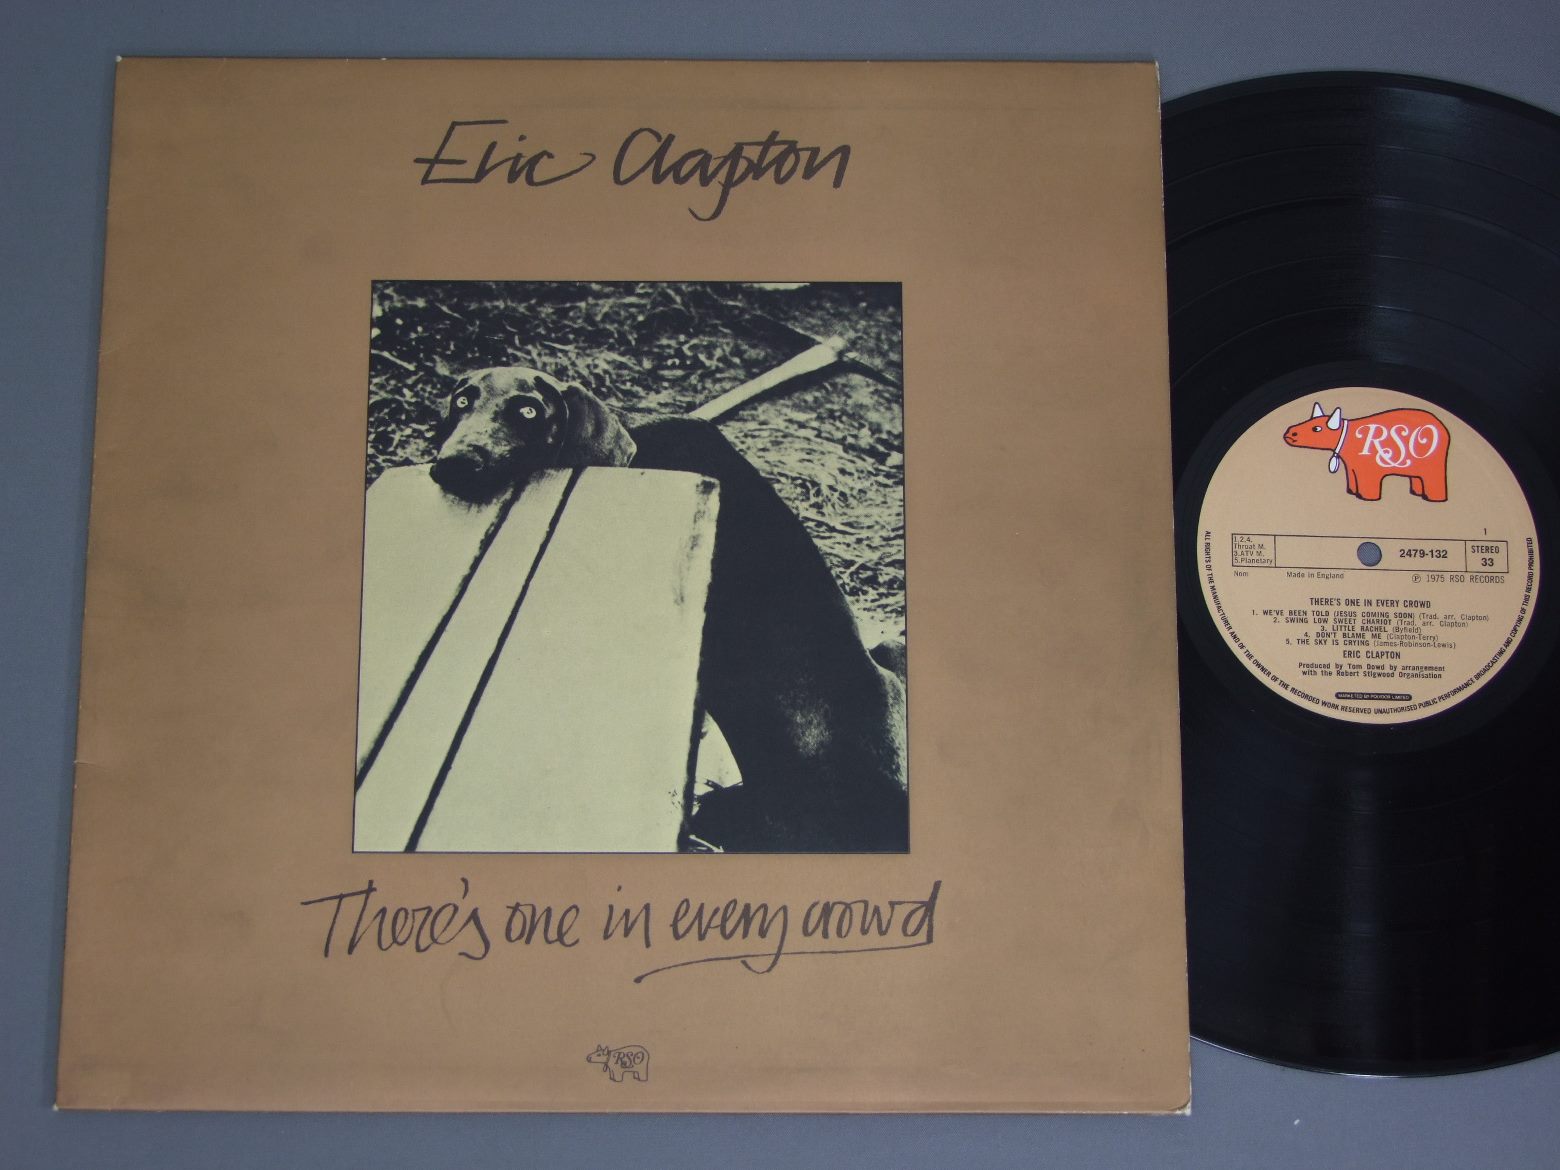 Eric Clapton
There's one in every crowd
RSO
RSO
1
1,2,4.
Throat M.
3.ATV M.
5.Planetary
2479-132
STEREO
33
Ncm
Made in England
Ⓟ 1975 RSO RECORDS
THERE'S ONE IN EVERY CROWD
1. WE'VE BEEN TOLD (JESUS COMING SOON) (Trad. arr. Clapton)
2. SWING LOW SWEET CHARIOT (Trad. arr. Clapton)
3. LITTLE RACHEL (Byfield)
4. DON'T BLAME ME (Clapton-Terry)
5. THE SKY IS CRYING (James-Robinson-Lewis)
ERIC CLAPTON
Produced by Tom Dowd by arrangement
with the Robert Stigwood Organisation
MARKETED BY POLYDOR LIMITED
ALL RIGHTS OF THE MANUFACTURER AND OF THE OWNER OF THE RECORDED WORK RESERVED UNAUTHORISED PUBLIC PERFORMANCE BROADCASTING AND COPYING OF THIS RECORD PROHIBITED